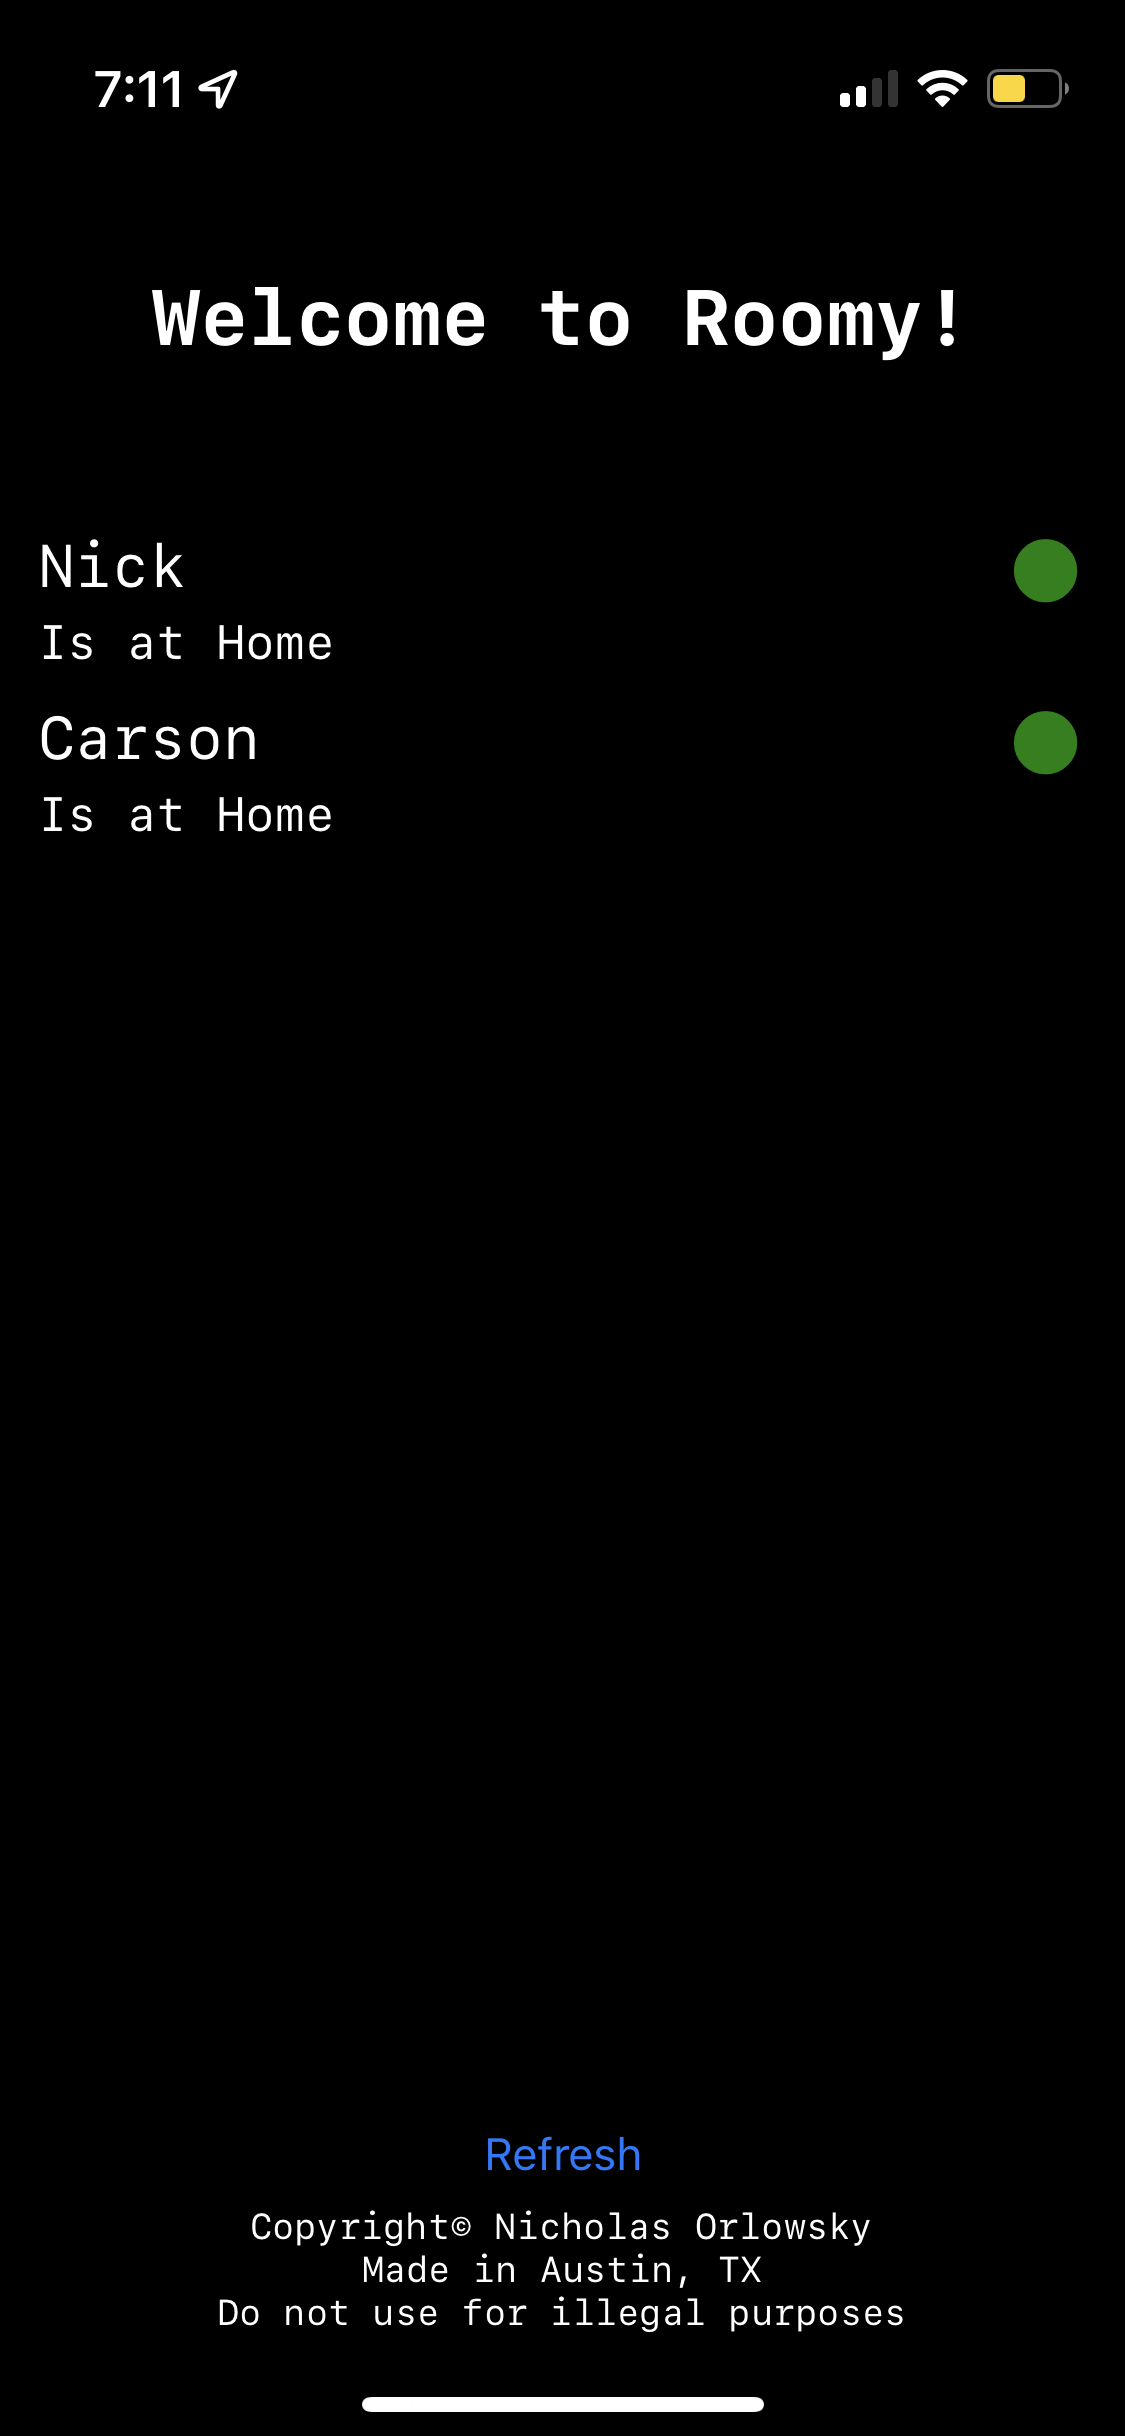 7:11
Welcome to Roomy!
Nick
Is at Home
Carson
Is at Home
Refresh
Copyright© Nicholas Orlowsky
Made in Austin, TX
Do not use for illegal purposes